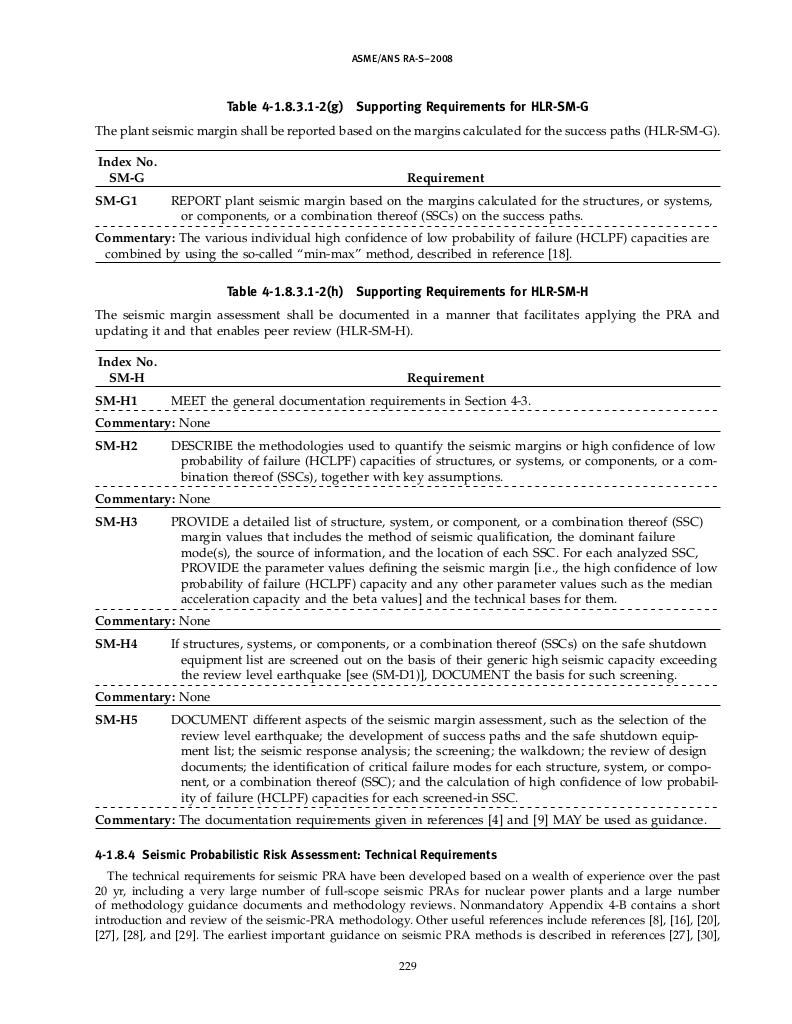 ASME/ANS RA-S–2008
Table 4-1.8.3.1-2(g) Supporting Requirements for HLR-SM-G
The plant seismic margin shall be reported based on the margins calculated for the success paths (HLR-SM-G).
Index No.
SM-G Requirement
SM-G1 REPORT plant seismic margin based on the margins calculated for the structures, or systems,
or components, or a combination thereof (SSCs) on the success paths.
Commentary: The various individual high confidence of low probability of failure (HCLPF) capacities are
combined by using the so-called “min-max” method, described in reference [18].
Table 4-1.8.3.1-2(h) Supporting Requirements for HLR-SM-H
The seismic margin assessment shall be documented in a manner that facilitates applying the PRA and
updating it and that enables peer review (HLR-SM-H).
Index No.
SM-H Requirement
SM-H1 MEET the general documentation requirements in Section 4-3.
Commentary: None
SM-H2 DESCRIBE the methodologies used to quantify the seismic margins or high confidence of low
probability of failure (HCLPF) capacities of structures, or systems, or components, or a com-
bination thereof (SSCs), together with key assumptions.
Commentary: None
SM-H3 PROVIDE a detailed list of structure, system, or component, or a combination thereof (SSC)
margin values that includes the method of seismic qualification, the dominant failure
mode(s), the source of information, and the location of each SSC. For each analyzed SSC,
PROVIDE the parameter values defining the seismic margin [i.e., the high confidence of low
probability of failure (HCLPF) capacity and any other parameter values such as the median
acceleration capacity and the beta values] and the technical bases for them.
Commentary: None
SM-H4 If structures, systems, or components, or a combination thereof (SSCs) on the safe shutdown
equipment list are screened out on the basis of their generic high seismic capacity exceeding
the review level earthquake [see (SM-D1)], DOCUMENT the basis for such screening.
Commentary: None
SM-H5 DOCUMENT different aspects of the seismic margin assessment, such as the selection of the
review level earthquake; the development of success paths and the safe shutdown equip-
ment list; the seismic response analysis; the screening; the walkdown; the review of design
documents; the identification of critical failure modes for each structure, system, or compo-
nent, or a combination thereof (SSC); and the calculation of high confidence of low probabil-
ity of failure (HCLPF) capacities for each screened-in SSC.
Commentary: The documentation requirements given in references [4] and [9] MAY be used as guidance.
4-1.8.4 Seismic Probabilistic Risk Assessment: Technical Requirements
The technical requirements for seismic PRA have been developed based on a wealth of experience over the past
20 yr, including a very large number of full-scope seismic PRAs for nuclear power plants and a large number
of methodology guidance documents and methodology reviews. Nonmandatory Appendix 4-B contains a short
introduction and review of the seismic-PRA methodology. Other useful references include references [8], [16], [20],
[27], [28], and [29]. The earliest important guidance on seismic PRA methods is described in references [27], [30],
229